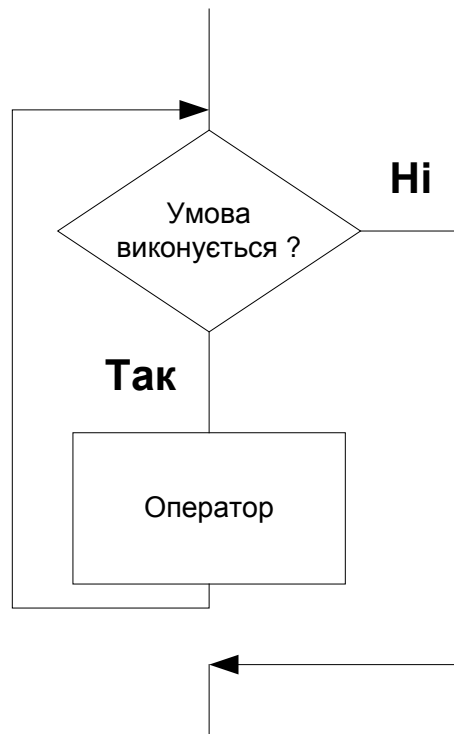 Умова
виконується ?
Ні
Так
Оператор